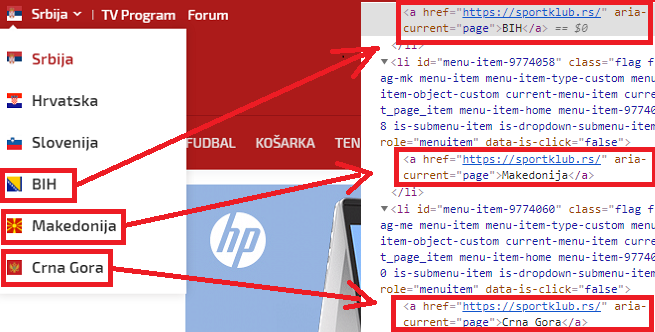 Srbija
TV Program
Forum
Srbija
Hrvatska
Slovenija
BIH
Makedonija
Crna Gora
FUDBAL
KOŠARKA
TEN
hp
<a href="https://sportklub.rs/" aria-
current="page">BIH</a> == $0
</li>
<li id="menu-item-9774058" class="flag f
ag-mk menu-item menu-item-type-custom menu
item-object-custom current-menu-item curre
t_page_item menu-item-home menu-item-97740
8 is-submenu-item is-dropdown-submenu-item
role="menuitem" data-is-click="false">
<a href="https://sportklub.rs/" aria-
current="page">Makedonija</a>
</li>
<li id="menu-item-9774060" class="flag f
ag-me menu-item menu-item-type-custom menu
item-object-custom current-menu-item curre
t_page_item menu-item-home menu-item-97740
0 is-submenu-item is-dropdown-submenu-item
role="menuitem" data-is-click="false">
<a href="https://sportklub.rs/" aria-
current="page">Crna Gora</a>